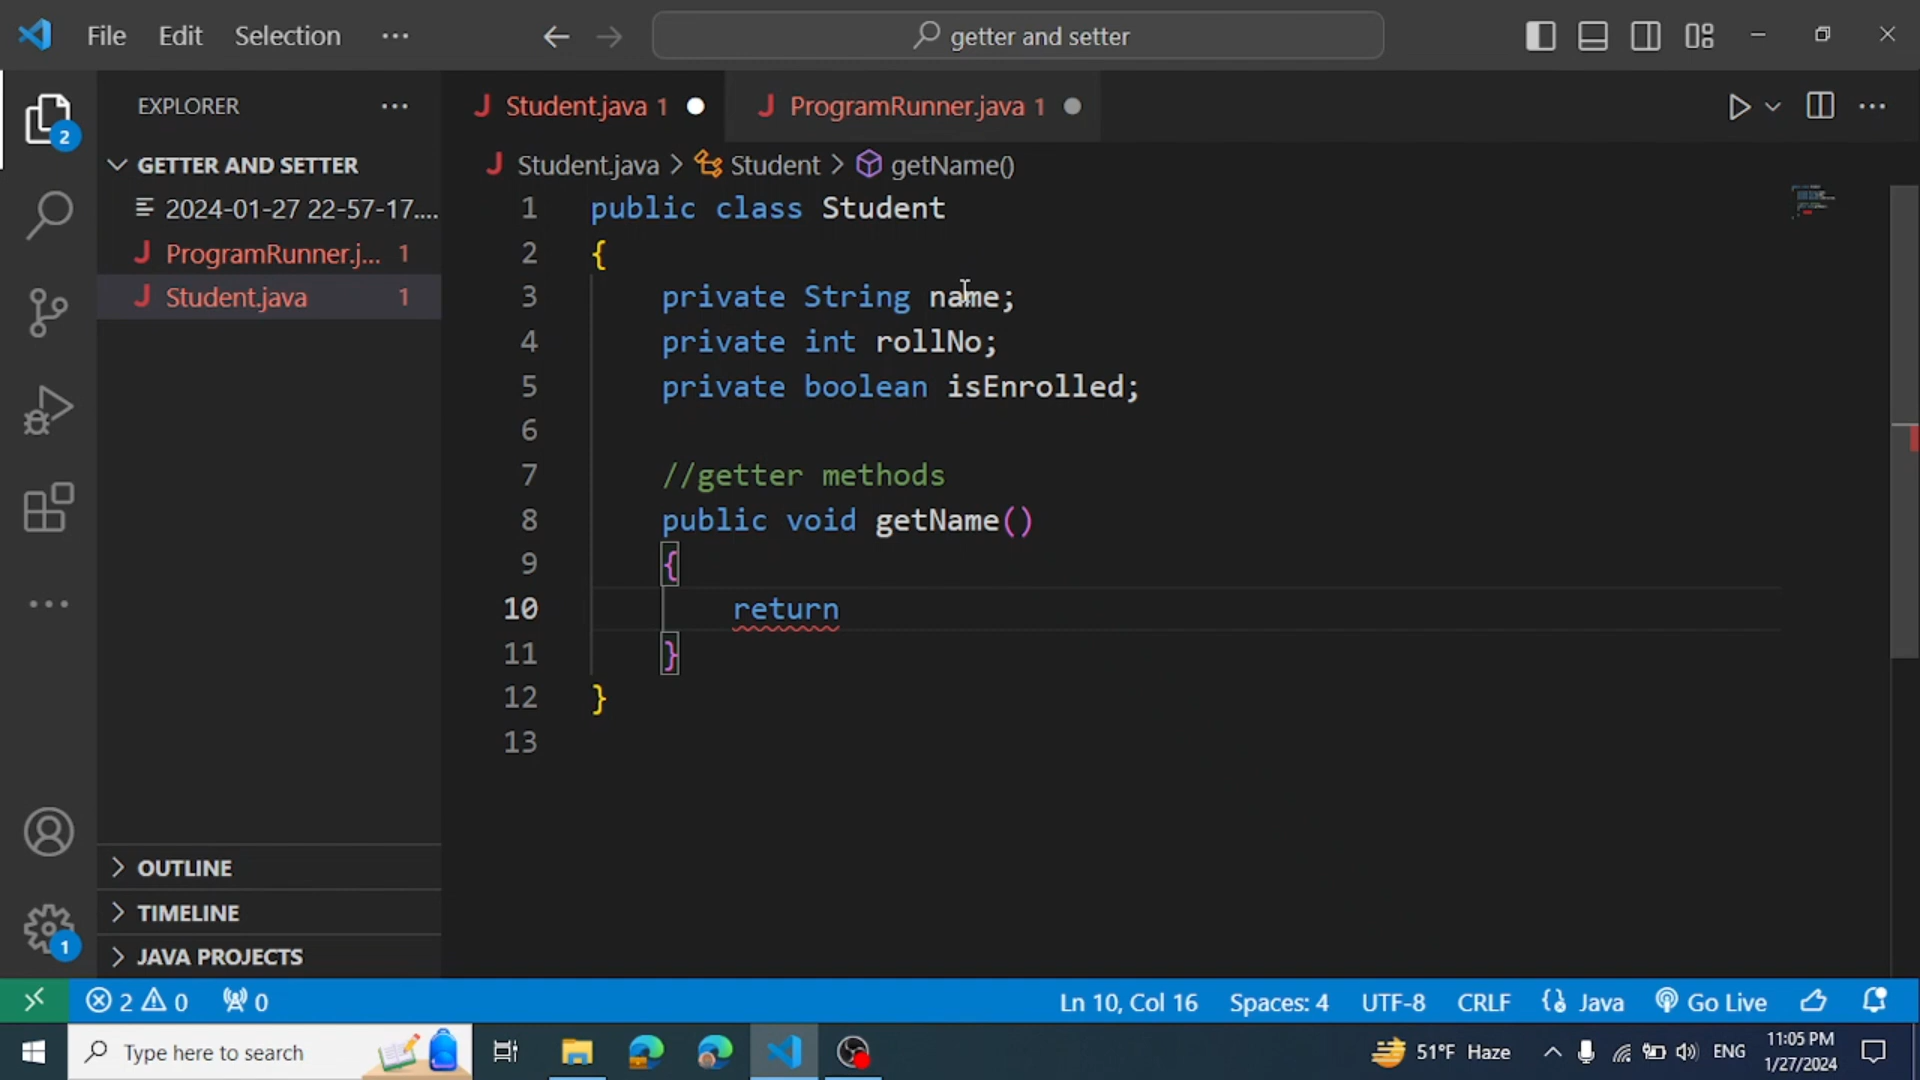 File Edit Selection ··· getter and setter
EXPLORER ···
GETTER AND SETTER
2024-01-27 22-57-17....
ProgramRunner.j... 1
Student.java 1
Student.java 1
ProgramRunner.java 1
Student.java > Student > getName()
1 public class Student
2 {
3 private String name;
4 private int rollNo;
5 private boolean isEnrolled;
6
7 //getter methods
8 public void getName()
9 {
10 return
11 }
12 }
13
2
OUTLINE
TIMELINE
JAVA PROJECTS
1
2 0 0 Ln 10, Col 16 Spaces: 4 UTF-8 CRLF Java Go Live
Type here to search 51°F Haze ENG 11:05 PM
1/27/2024